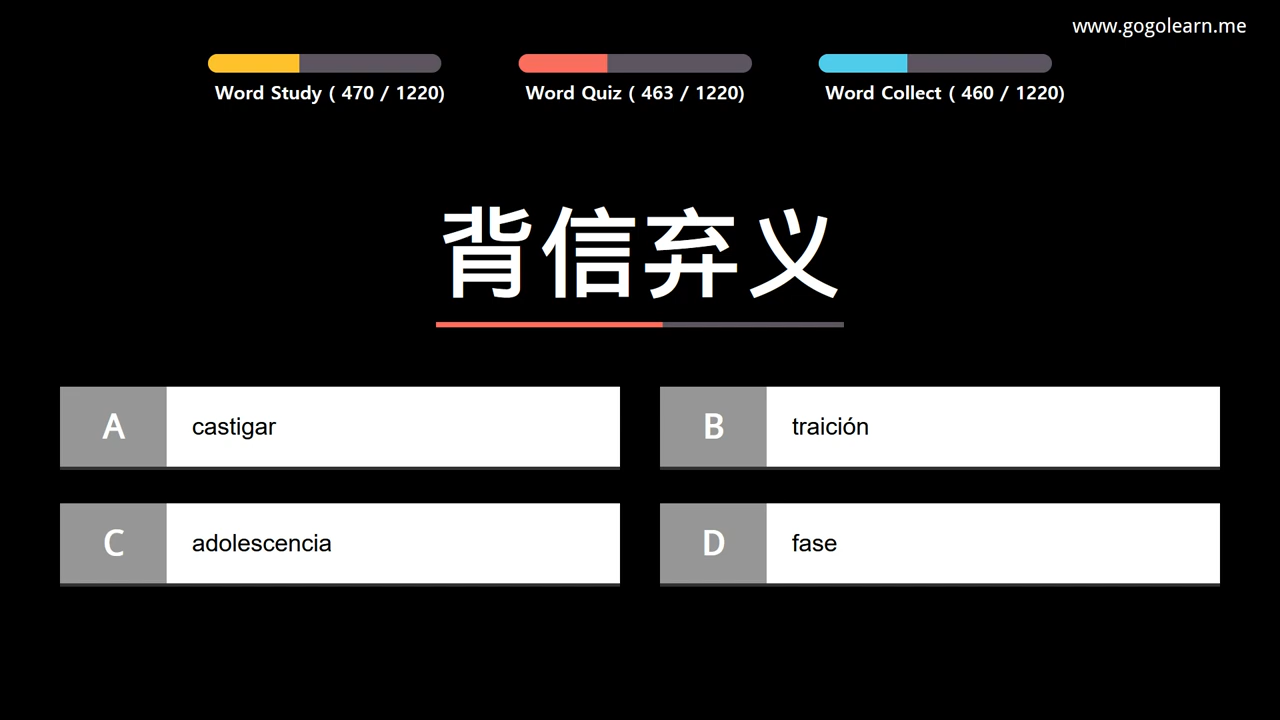 www.gogolearn.me
Word Study ( 470 / 1220)
Word Quiz ( 463 / 1220)
Word Collect ( 460 / 1220)
背信弃义
A castigar
B traición
C adolescencia
D fase